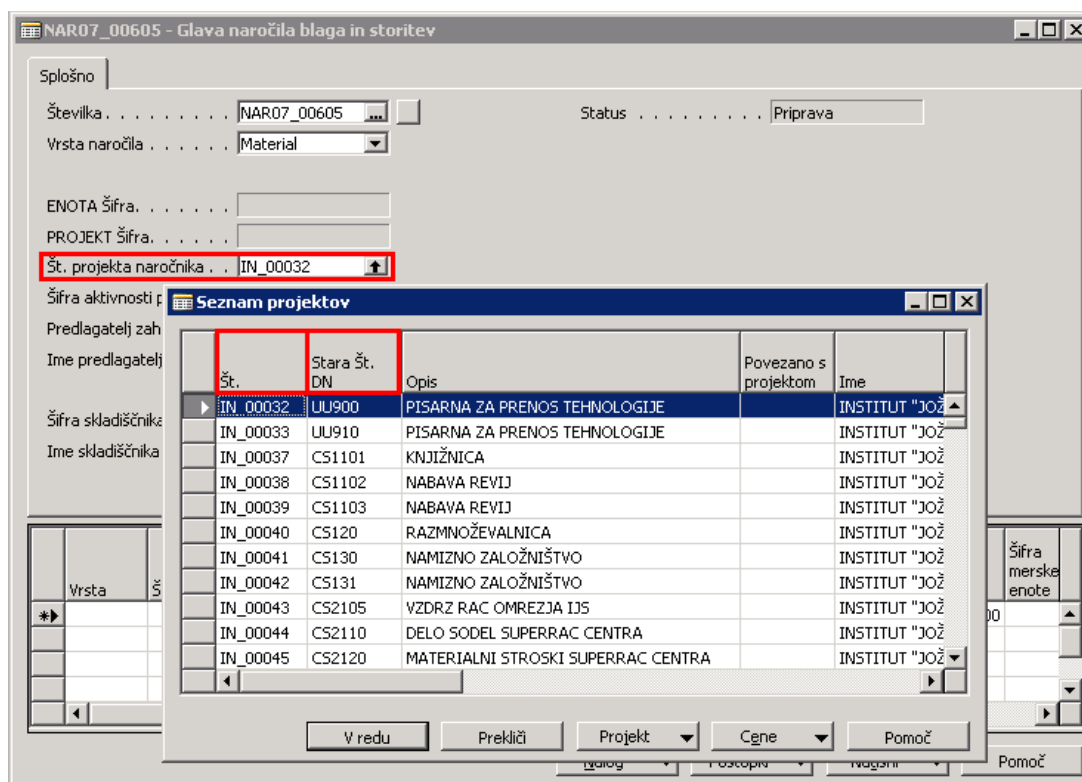 NAR07_00605 - Glava naročila blaga in storitev
Splošno
Številka . . . . . . . . . NAR07_00605 ...
Status . . . . . . . . . Priprava
Vrsta naročila . . . . . . Material
ENOTA Šifra. . . . . . .
PROJEKT Šifra. . . . . .
Št. projekta naročnika . . IN_00032
Šifra aktivnosti
Predlagatelj zah
Ime predlagatelj
Šifra skladiščnika
Ime skladiščnika
Seznam projektov
Št. Stara Št. DN Opis Povezano s projektom Ime
IN_00032 UU900 PISARNA ZA PRENOS TEHNOLOGIJE INSTITUT "JOŽ
IN_00033 UU910 PISARNA ZA PRENOS TEHNOLOGIJE INSTITUT "JOŽ
IN_00037 CS1101 KNJIŽNICA INSTITUT "JOŽ
IN_00038 CS1102 NABAVA REVIJ INSTITUT "JOŽ
IN_00039 CS1103 NABAVA REVIJ INSTITUT "JOŽ
IN_00040 CS120 RAZMNOŽEVALNICA INSTITUT "JOŽ
IN_00041 CS130 NAMIZNO ZALOŽNIŠTVO INSTITUT "JOŽ
IN_00042 CS131 NAMIZNO ZALOŽNIŠTVO INSTITUT "JOŽ
IN_00043 CS2105 VZDRZ RAC OMREZJA IJS INSTITUT "JOŽ
IN_00044 CS2110 DELO SODEL SUPERRAC CENTRA INSTITUT "JOŽ
IN_00045 CS2120 MATERIALNI STROSKI SUPERRAC CENTRA INSTITUT "JOŽ
V redu Prekliči Projekt Cene Pomoč
Vrsta Š
Šifra merske enote
00
Pomoč